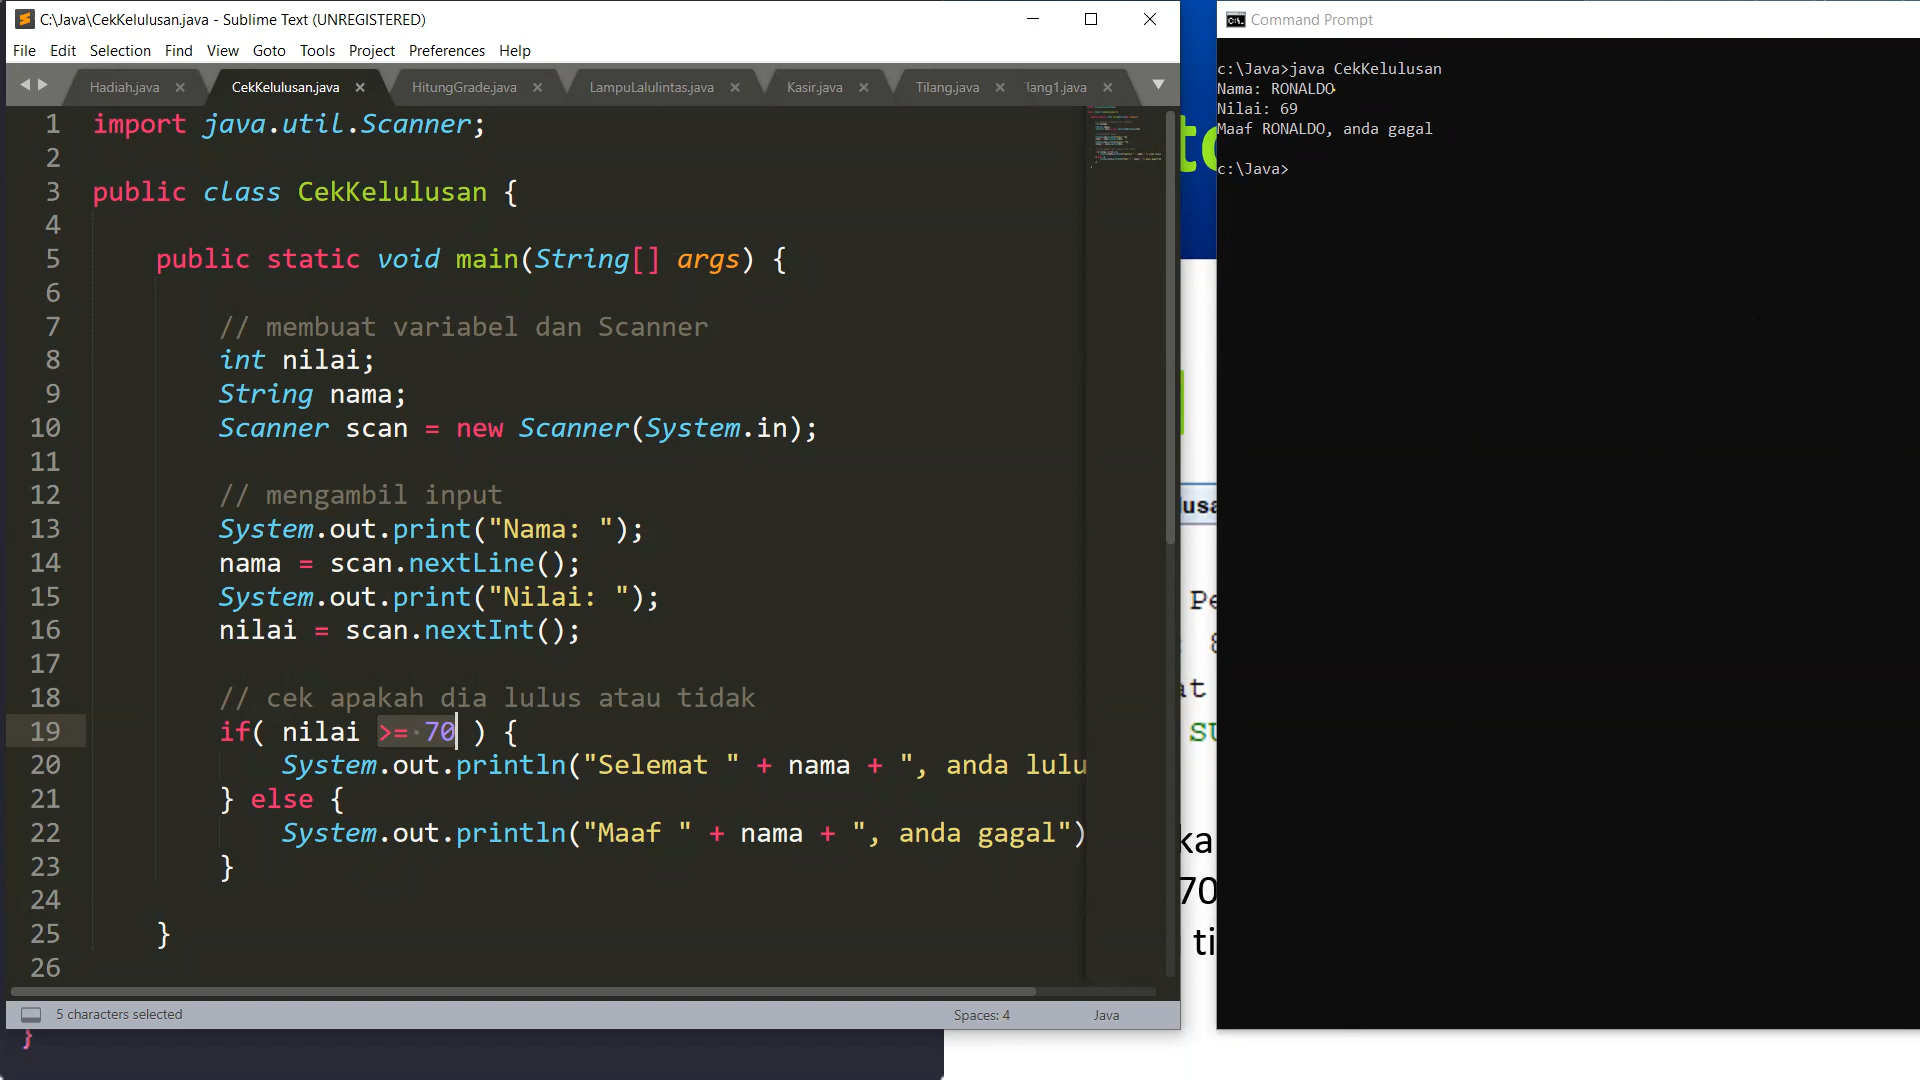 C:\Java\CekKelulusan.java - Sublime Text (UNREGISTERED)
File Edit Selection Find View Goto Tools Project Preferences Help
Hadiah.java CekKelulusan.java HitungGrade.java LampuLalulintas.java Kasir.java Tilang.java lang1.java
1 import java.util.Scanner;
2
3 public class CekKelulusan {
4
5 public static void main(String[] args) {
6
7 // membuat variabel dan Scanner
8 int nilai;
9 String nama;
10 Scanner scan = new Scanner(System.in);
11
12 // mengambil input
13 System.out.print("Nama: ");
14 nama = scan.nextLine();
15 System.out.print("Nilai: ");
16 nilai = scan.nextInt();
17
18 // cek apakah dia lulus atau tidak
19 if( nilai >= 70 ) {
20 System.out.println("Selemat " + nama + ", anda lulu
21 } else {
22 System.out.println("Maaf " + nama + ", anda gagal")
23 }
24
25 }
26
5 characters selected
Spaces: 4
Java
}
Command Prompt
c:\Java>java CekKelulusan
Nama: RONALDO
Nilai: 69
Maaf RONALDO, anda gagal
c:\Java>
to
lusa
Pe
at
ka
70
ti